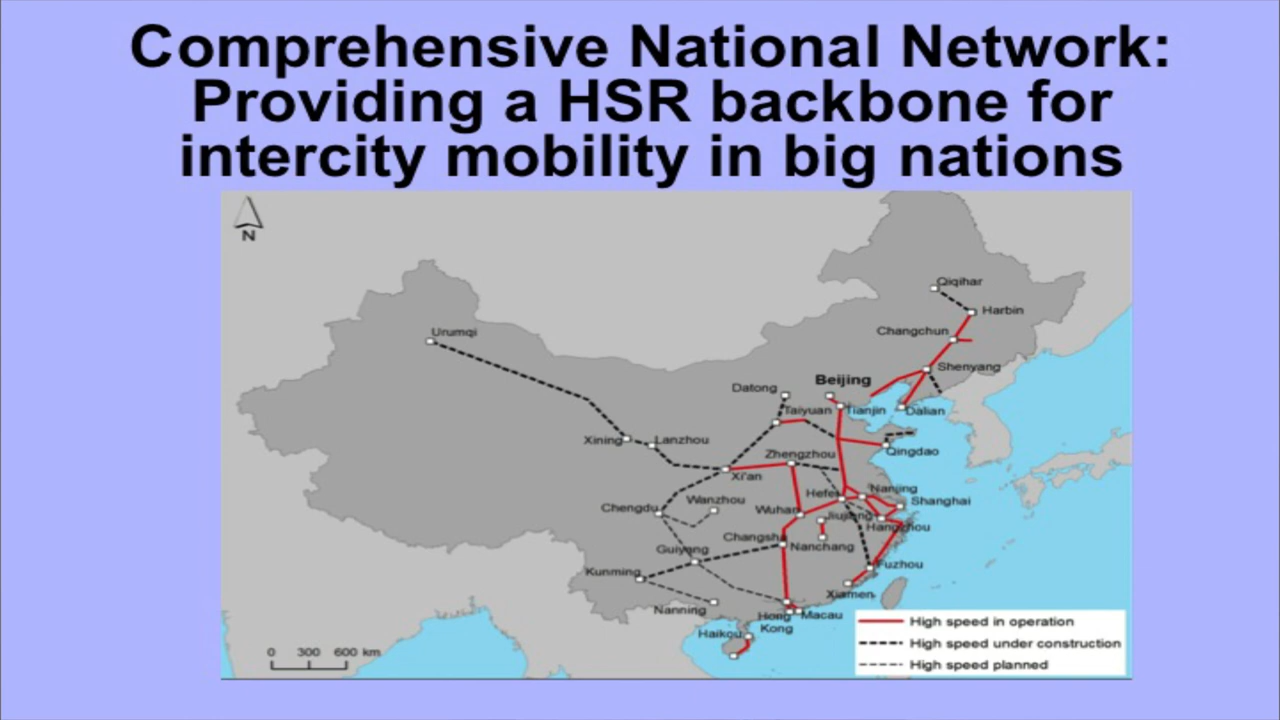 Comprehensive National Network:
Providing a HSR backbone for
intercity mobility in big nations
N
Qiqihar
Harbin
Changchun
Urumqi
Shenyang
Beijing
Datong
Taiyuan
Tianjin
Dalian
Xining
Lanzhou
Qingdao
Zhengzhou
Xi'an
Nanjing
Hefei
Shanghai
Wanzhou
Chengdu
Wuhan
Jiujiang
Hangzhou
Changsha
Nanchang
Guiyang
Fuzhou
Kunming
Xiamen
Nanning
Hong
Kong
Macau
Haikou
High speed in operation
High speed under construction
High speed planned
0 300 600 km